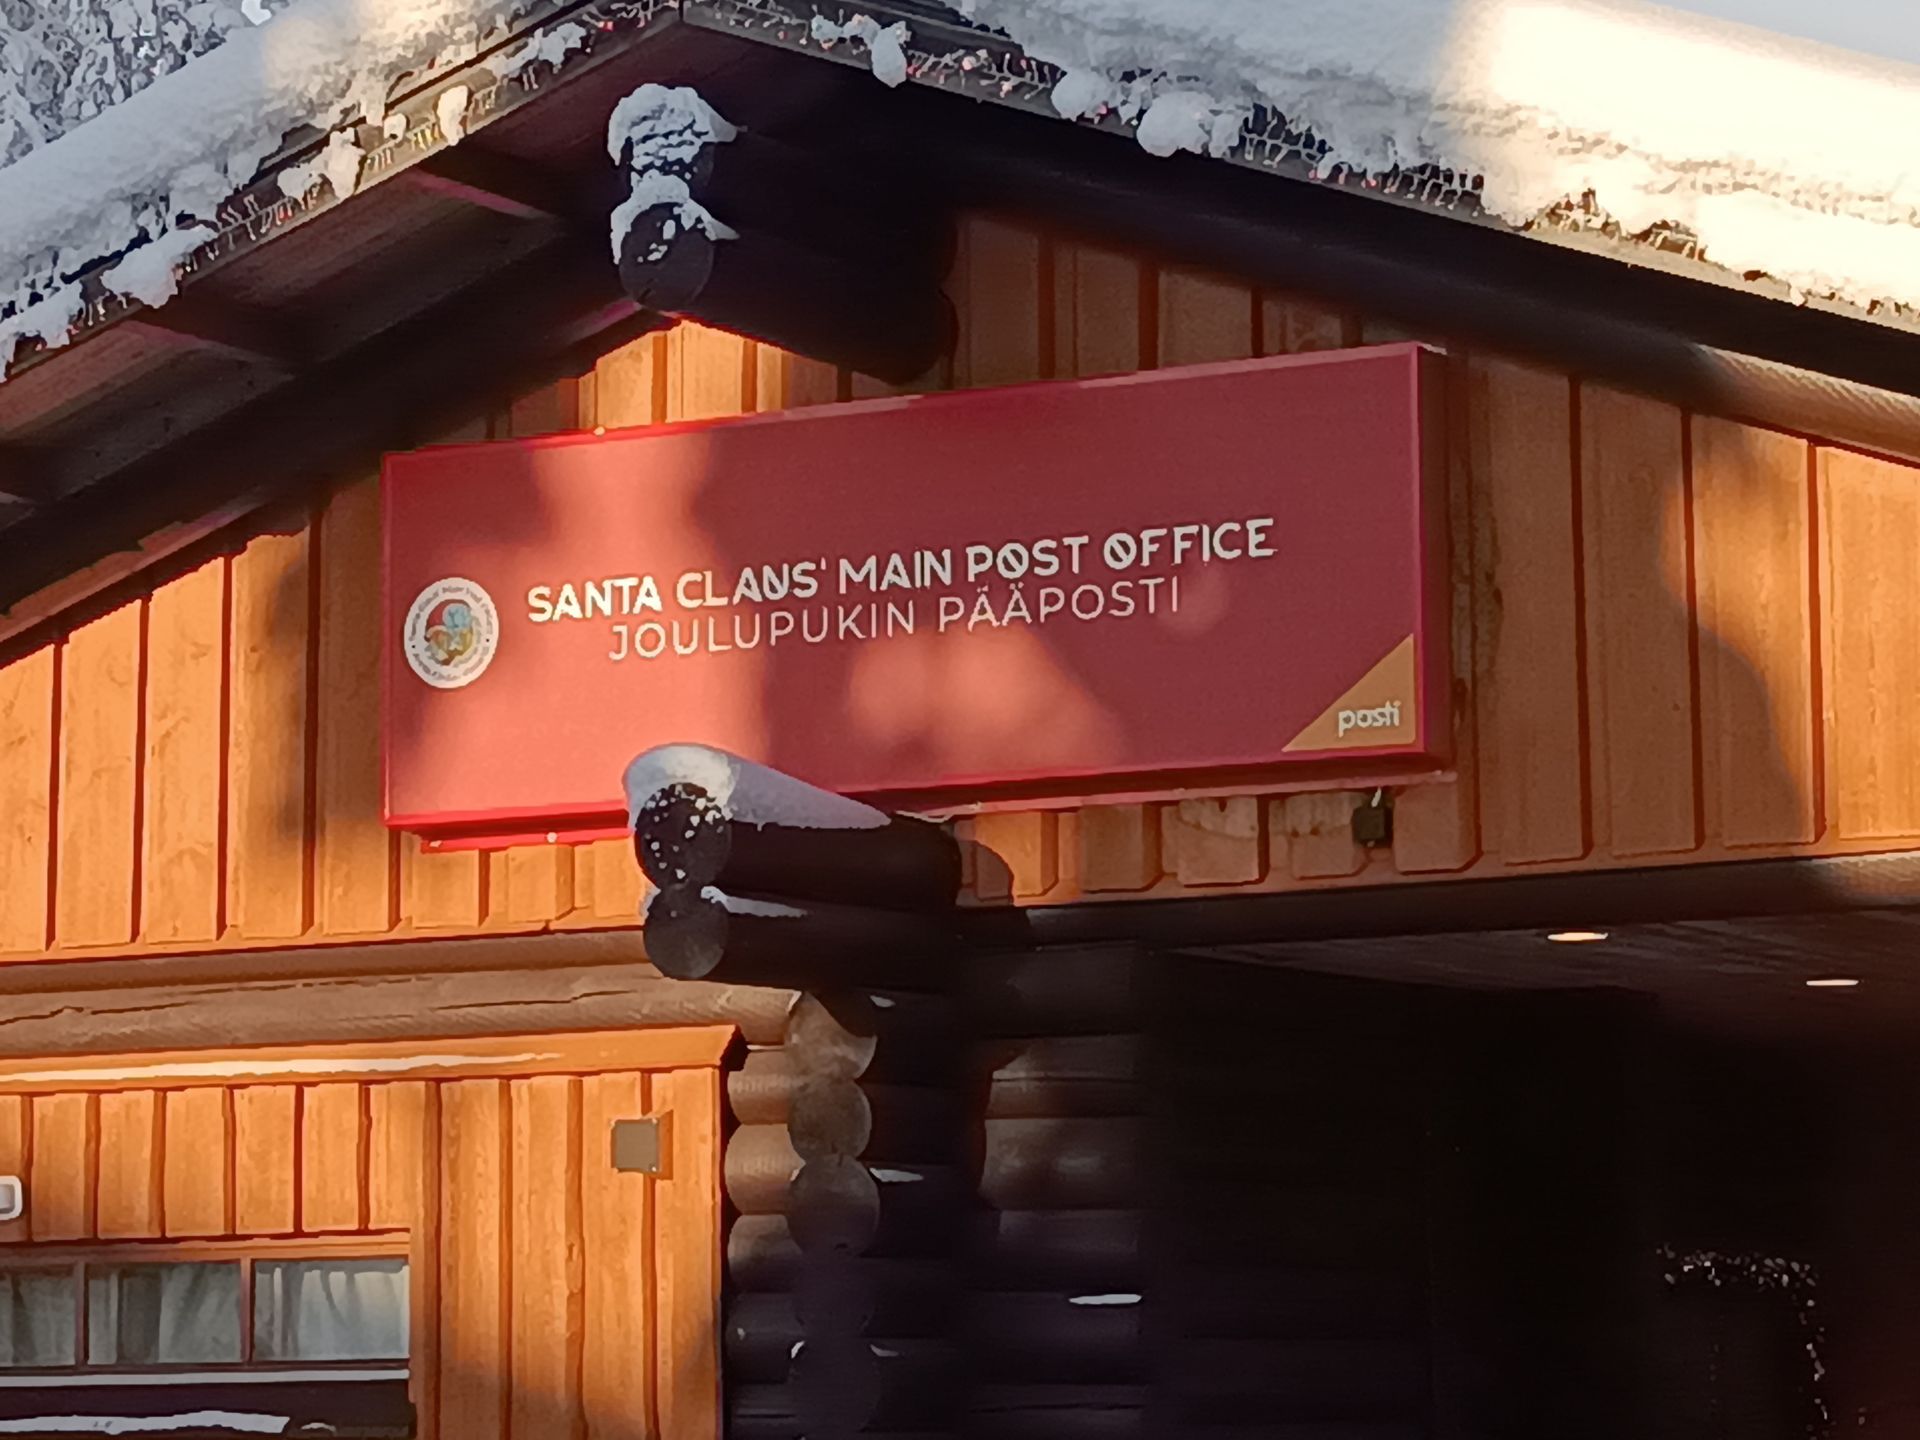 SANTA CLAUS' MAIN POST OFFICE
JOULUPUKIN PÄÄPOSTI
posti